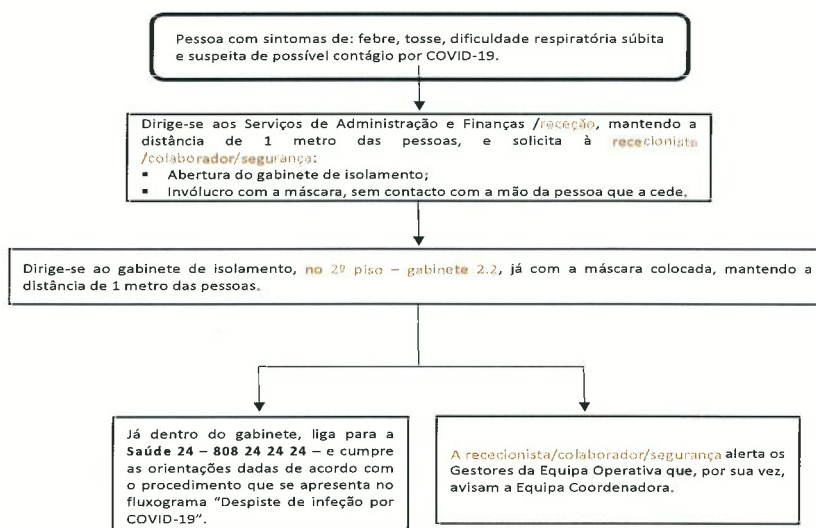 Pessoa com sintomas de: febre, tosse, dificuldade respiratória súbita
e suspeita de possível contágio por COVID-19.
Dirige-se aos Serviços de Administração e Finanças /receção, mantendo a
distância de 1 metro das pessoas, e solicita à rececionista
/colaborador/segurança:
▪ Abertura do gabinete de isolamento;
▪ Invólucro com a máscara, sem contacto com a mão da pessoa que a cede.
Dirige-se ao gabinete de isolamento, no 2º piso – gabinete 2.2, já com a máscara colocada, mantendo a
distância de 1 metro das pessoas.
Já dentro do gabinete, liga para a
Saúde 24 – 808 24 24 24 – e cumpre
as orientações dadas de acordo com
o procedimento que se apresenta no
fluxograma “Despiste de infeção por
COVID-19”.
A rececionista/colaborador/segurança alerta os
Gestores da Equipa Operativa que, por sua vez,
avisam a Equipa Coordenadora.